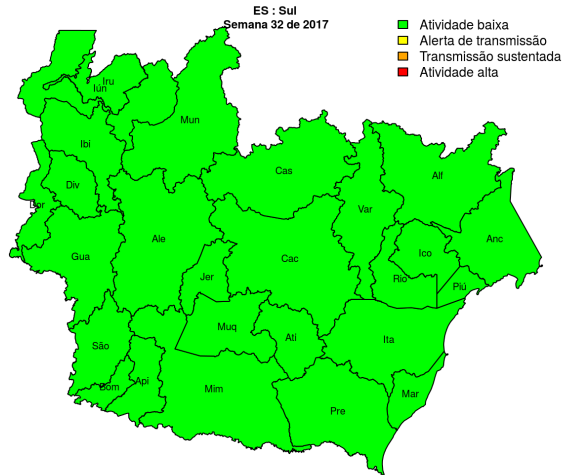 ES : Sul
Semana 32 de 2017
Atividade baixa
Alerta de transmissão
Transmissão sustentada
Atividade alta
Iru
Iún
Mun
Ibi
Cas
Alf
Div
Dor
Var
Ale
Anc
Ico
Gua
Cac
Jer
Rio
Piú
Muq
Ati
Ita
São
Api
Dom
Mim
Mar
Pre